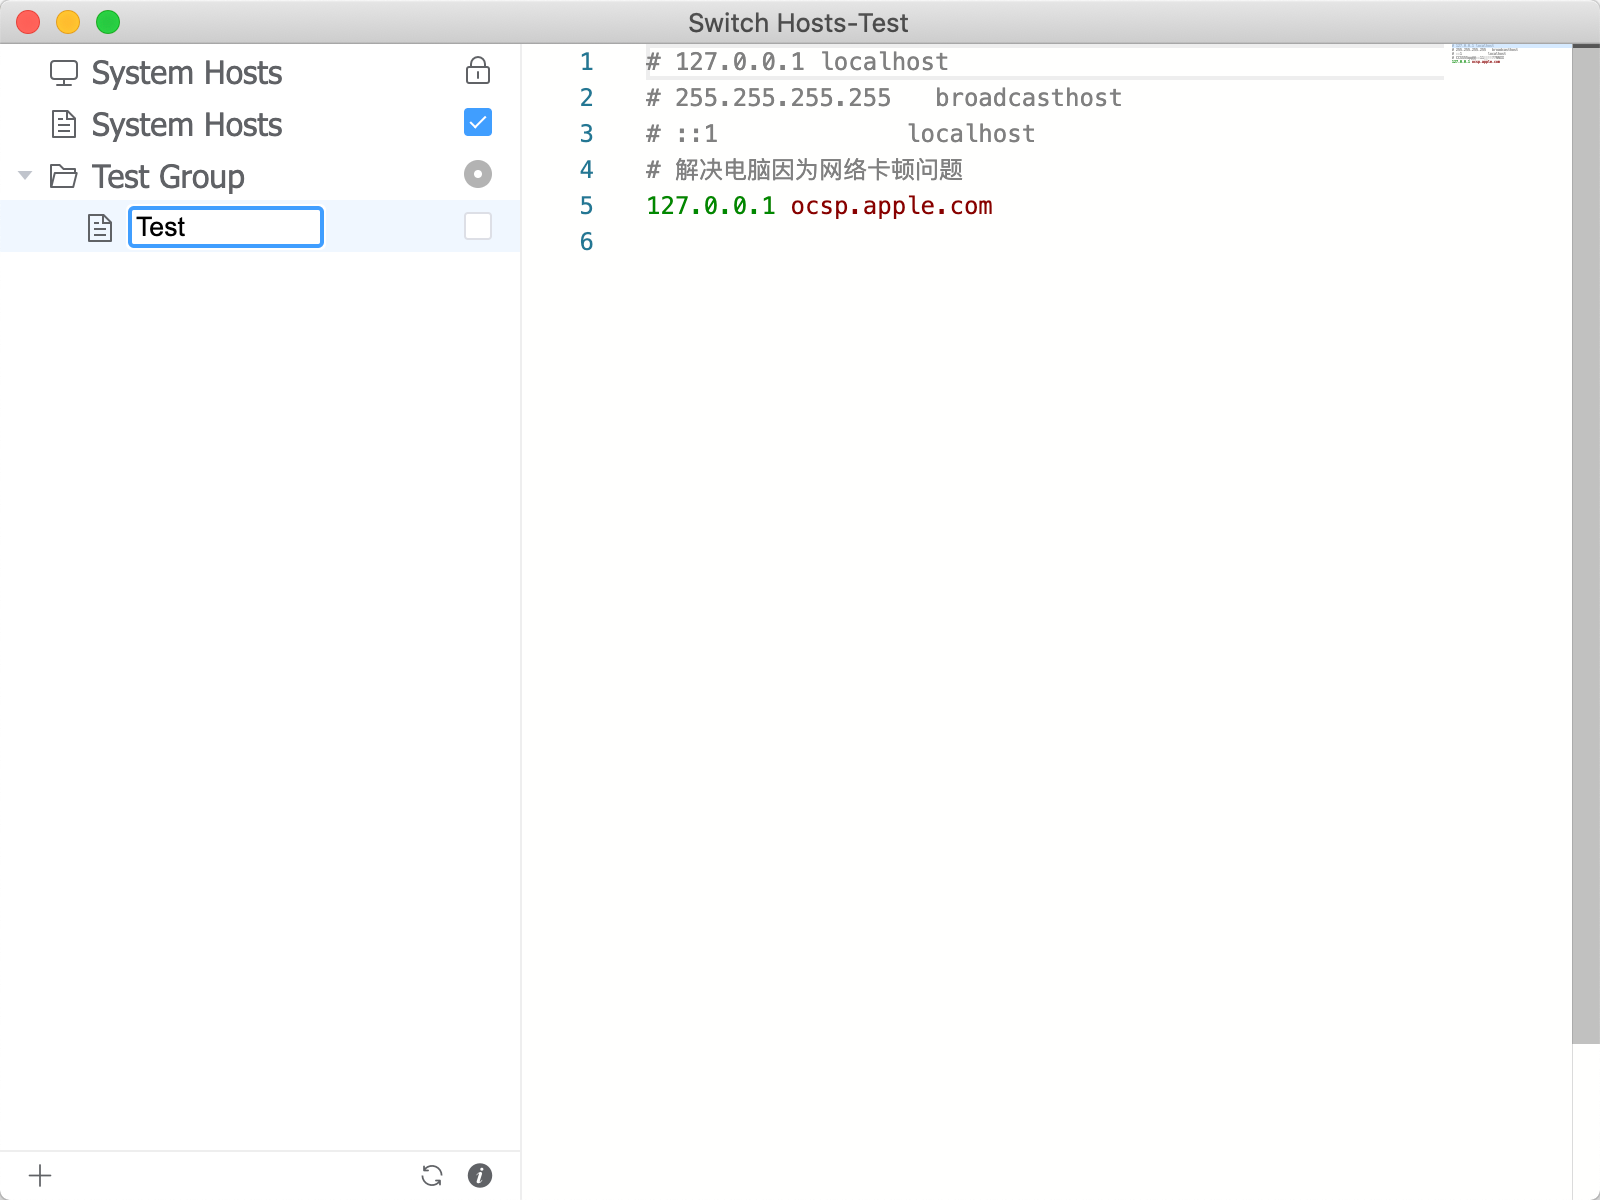 Switch Hosts-Test
System Hosts
System Hosts
Test Group
Test
1 # 127.0.0.1 localhost
2 # 255.255.255.255   broadcasthost
3 # ::1             localhost
4 # 解决电脑因为网络卡顿问题
5 127.0.0.1 ocsp.apple.com
6